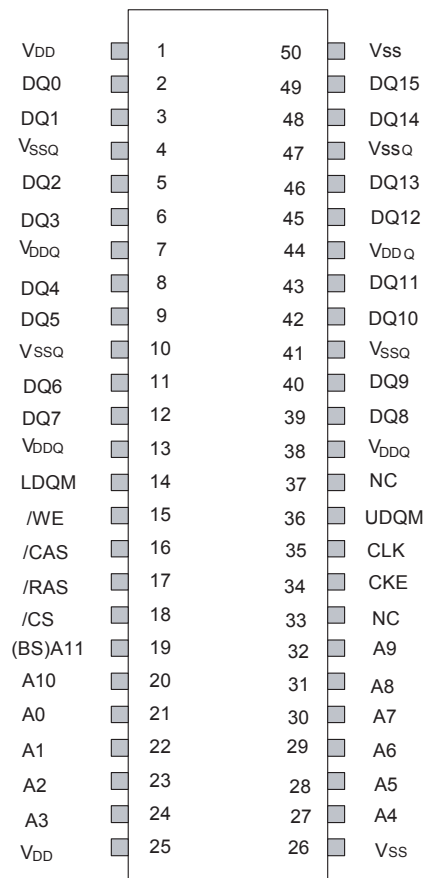 VDD 1 50 Vss
DQ0 2 49 DQ15
DQ1 3 48 DQ14
VSSQ 4 47 VssQ
DQ2 5 46 DQ13
DQ3 6 45 DQ12
VDDQ 7 44 VDDQ
DQ4 8 43 DQ11
DQ5 9 42 DQ10
VSSQ 10 41 VSSQ
DQ6 11 40 DQ9
DQ7 12 39 DQ8
VDDQ 13 38 VDDQ
LDQM 14 37 NC
/WE 15 36 UDQM
/CAS 16 35 CLK
/RAS 17 34 CKE
/CS 18 33 NC
(BS)A11 19 32 A9
A10 20 31 A8
A0 21 30 A7
A1 22 29 A6
A2 23 28 A5
A3 24 27 A4
VDD 25 26 VSS